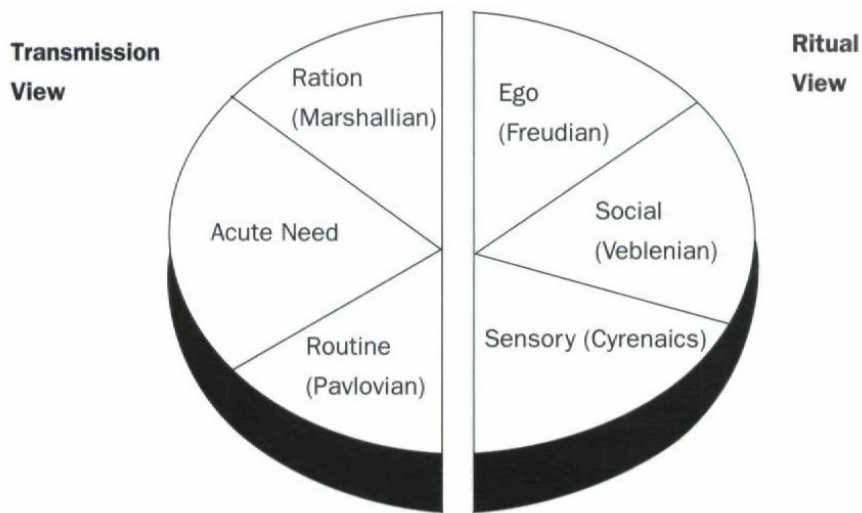 Transmission
View
Ration
(Marshallian)
Acute Need
Routine
(Pavlovian)
Ego
(Freudian)
Social
(Veblenian)
Sensory (Cyrenaics)
Ritual
View